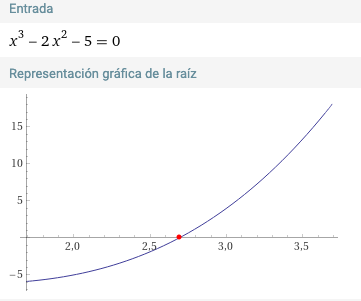 Entrada
x³ − 2x² − 5 = 0
Representación gráfica de la raíz
15
10
5
−5
2,0
2,5
3,0
3,5